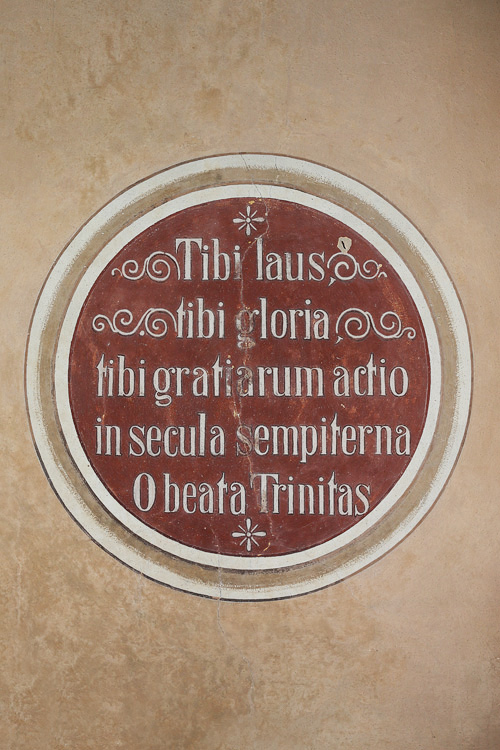 Tibi laus,
tibi gloria,
tibi gratiarum actio
in secula sempiterna
O beata Trinitas